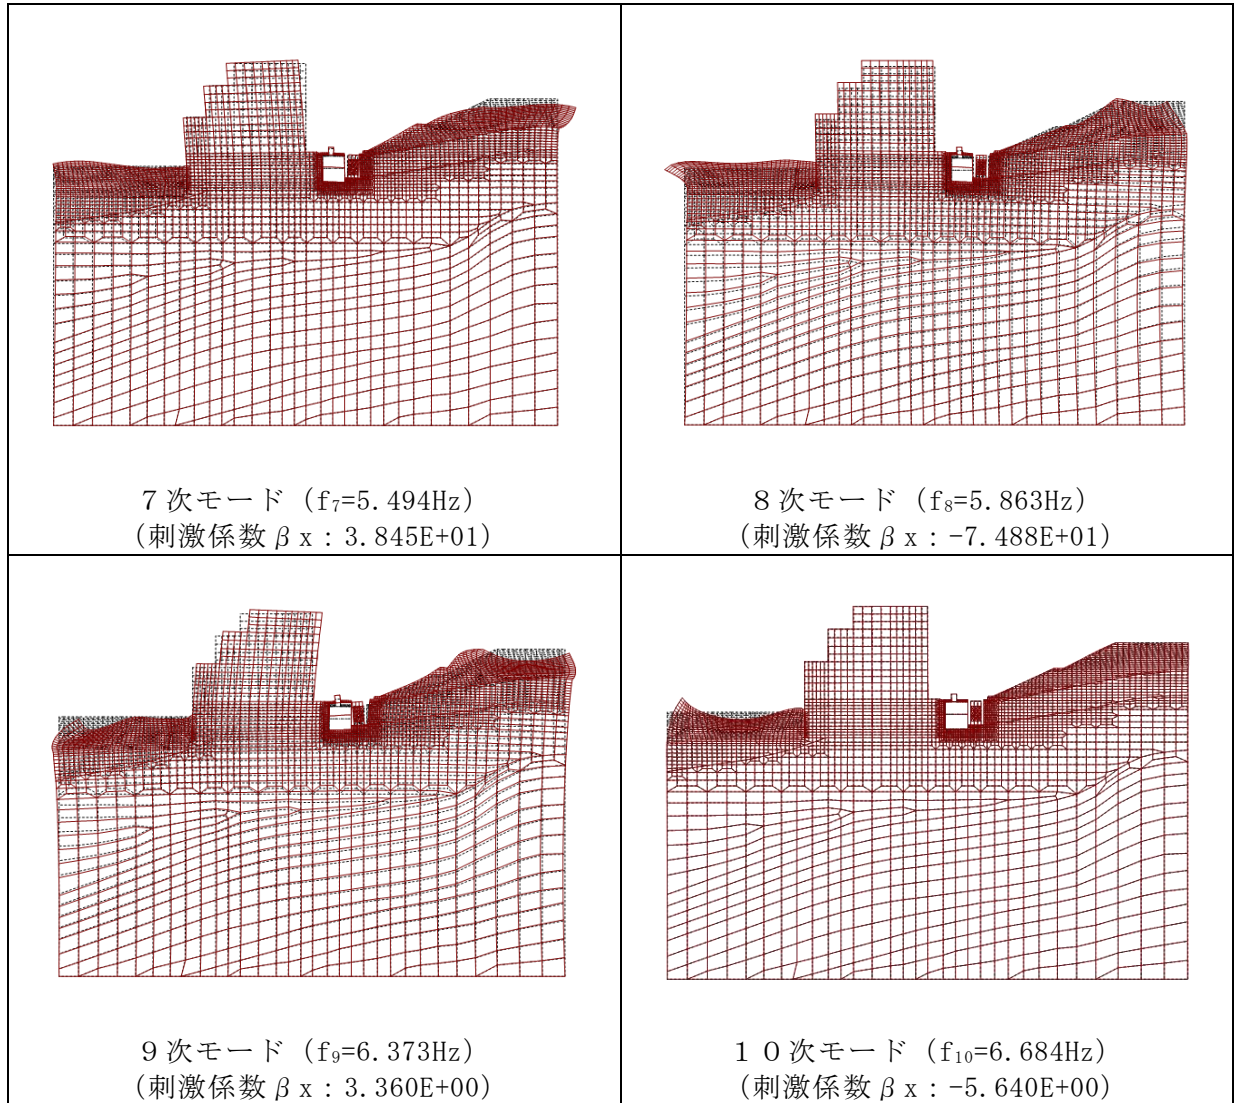 ７次モード（f₇=5.494Hz）
（刺激係数βx：3.845E+01）
８次モード（f₈=5.863Hz）
（刺激係数βx：-7.488E+01）
９次モード（f₉=6.373Hz）
（刺激係数βx：3.360E+00）
１０次モード（f₁₀=6.684Hz）
（刺激係数βx：-5.640E+00）